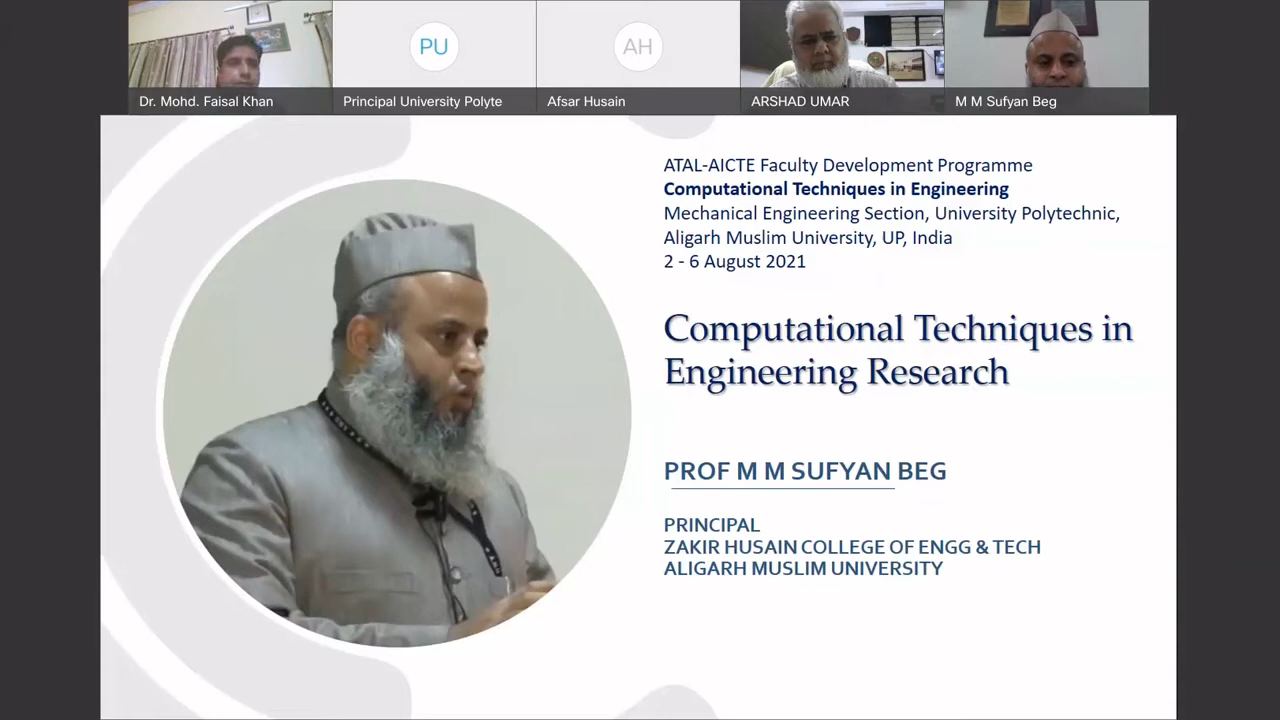 PU
AH
Dr. Mohd. Faisal Khan
Principal University Polyte
Afsar Husain
ARSHAD UMAR
M M Sufyan Beg
ATAL-AICTE Faculty Development Programme
Computational Techniques in Engineering
Mechanical Engineering Section, University Polytechnic,
Aligarh Muslim University, UP, India
2 - 6 August 2021
Computational Techniques in
Engineering Research
PROF M M SUFYAN BEG
PRINCIPAL
ZAKIR HUSAIN COLLEGE OF ENGG & TECH
ALIGARH MUSLIM UNIVERSITY